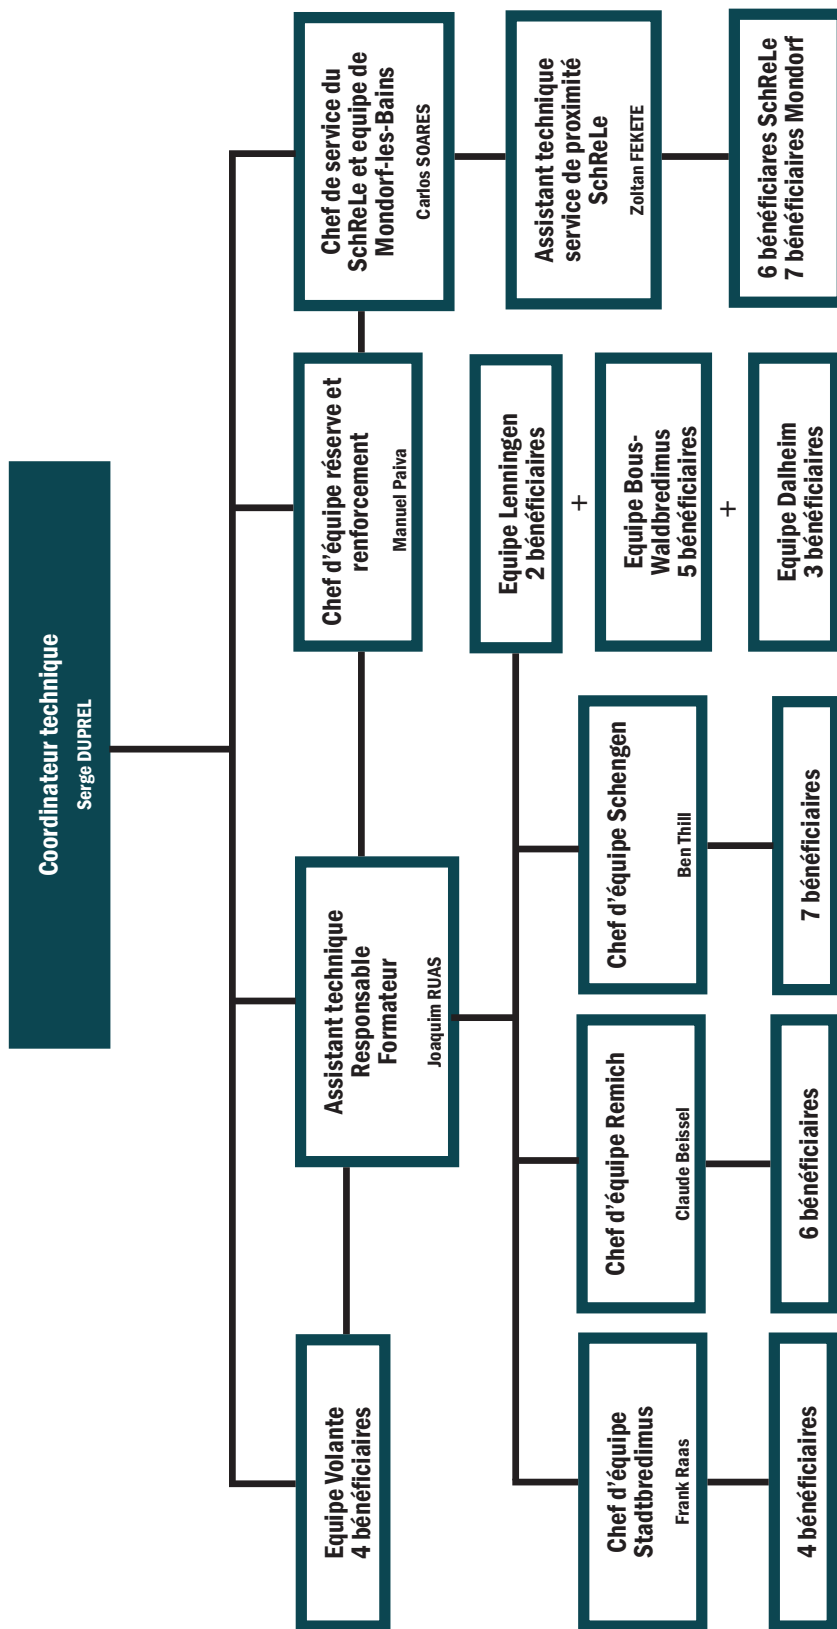 Coordinateur technique
Serge DUPREL
Equipe Volante
4 bénéficiaires
Assistant technique
Responsable
Formateur
Joaquim RUAS
Chef d'équipe réserve et
renforcement
Manuel Paiva
Chef de service du
SchReLe et equipe de
Mondorf-les-Bains
Carlos SOARES
Chef d'équipe
Stadtbredimus
Frank Raas
4 bénéficiaires
Chef d'équipe Remich
Claude Beissel
6 bénéficiaires
Chef d'équipe Schengen
Ben Thill
7 bénéficiaires
Equipe Lenningen
2 bénéficiaires
+
Equipe Bous-
Waldbredimus
5 bénéficiaires
+
Equipe Dalheim
3 bénéficiaires
Assistant technique
service de proximité
SchReLe
Zoltan FEKETE
6 bénéficiares SchReLe
7 bénéficiaires Mondorf